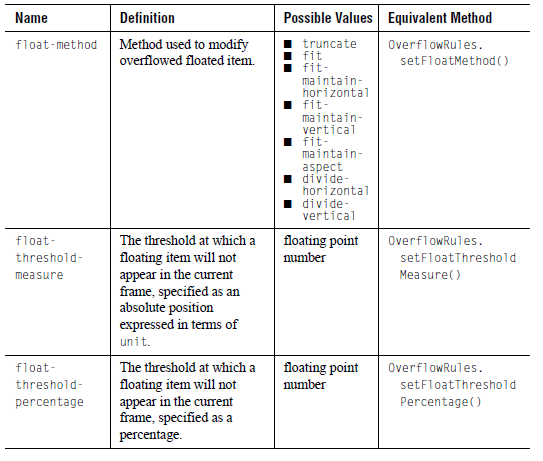 Name Definition Possible Values Equivalent Method
float-method
Method used to modify
overflowed floated item.
■ truncate
■ fit
■ fit-
maintain-
horizontal
■ fit-
maintain-
vertical
■ fit-
maintain-
aspect
■ divide-
horizontal
■ divide-
vertical
OverflowRules.
setFloatMethod()
float-
threshold-
measure
The threshold at which a
floating item will not
appear in the current
frame, specified as an
absolute position
expressed in terms of
unit.
floating point
number
OverflowRules.
setFloatThreshold
Measure()
float-
threshold-
percentage
The threshold at which a
floating item will not
appear in the current
frame, specified as a
percentage.
floating point
number
OverflowRules.
setFloatThreshold
Percentage()